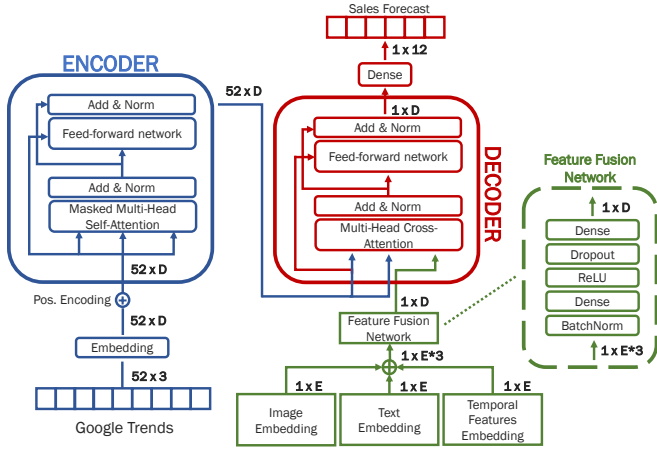 Sales Forecast
1 x 12
Dense
1 x D
ENCODER
52 x D
Add & Norm
Feed-forward network
Add & Norm
Masked Multi-Head
Self-Attention
52 x D
Pos. Encoding
52 x D
Embedding
52 x 3
Google Trends
DECODER
Add & Norm
Feed-forward network
Add & Norm
Multi-Head Cross-
Attention
1 x D
Feature Fusion
Network
1 x E*3
1 x E
1 x E
1 x E
Image
Embedding
Text
Embedding
Temporal
Features
Embedding
Feature Fusion
Network
1 x D
Dense
Dropout
ReLU
Dense
BatchNorm
1 x E*3